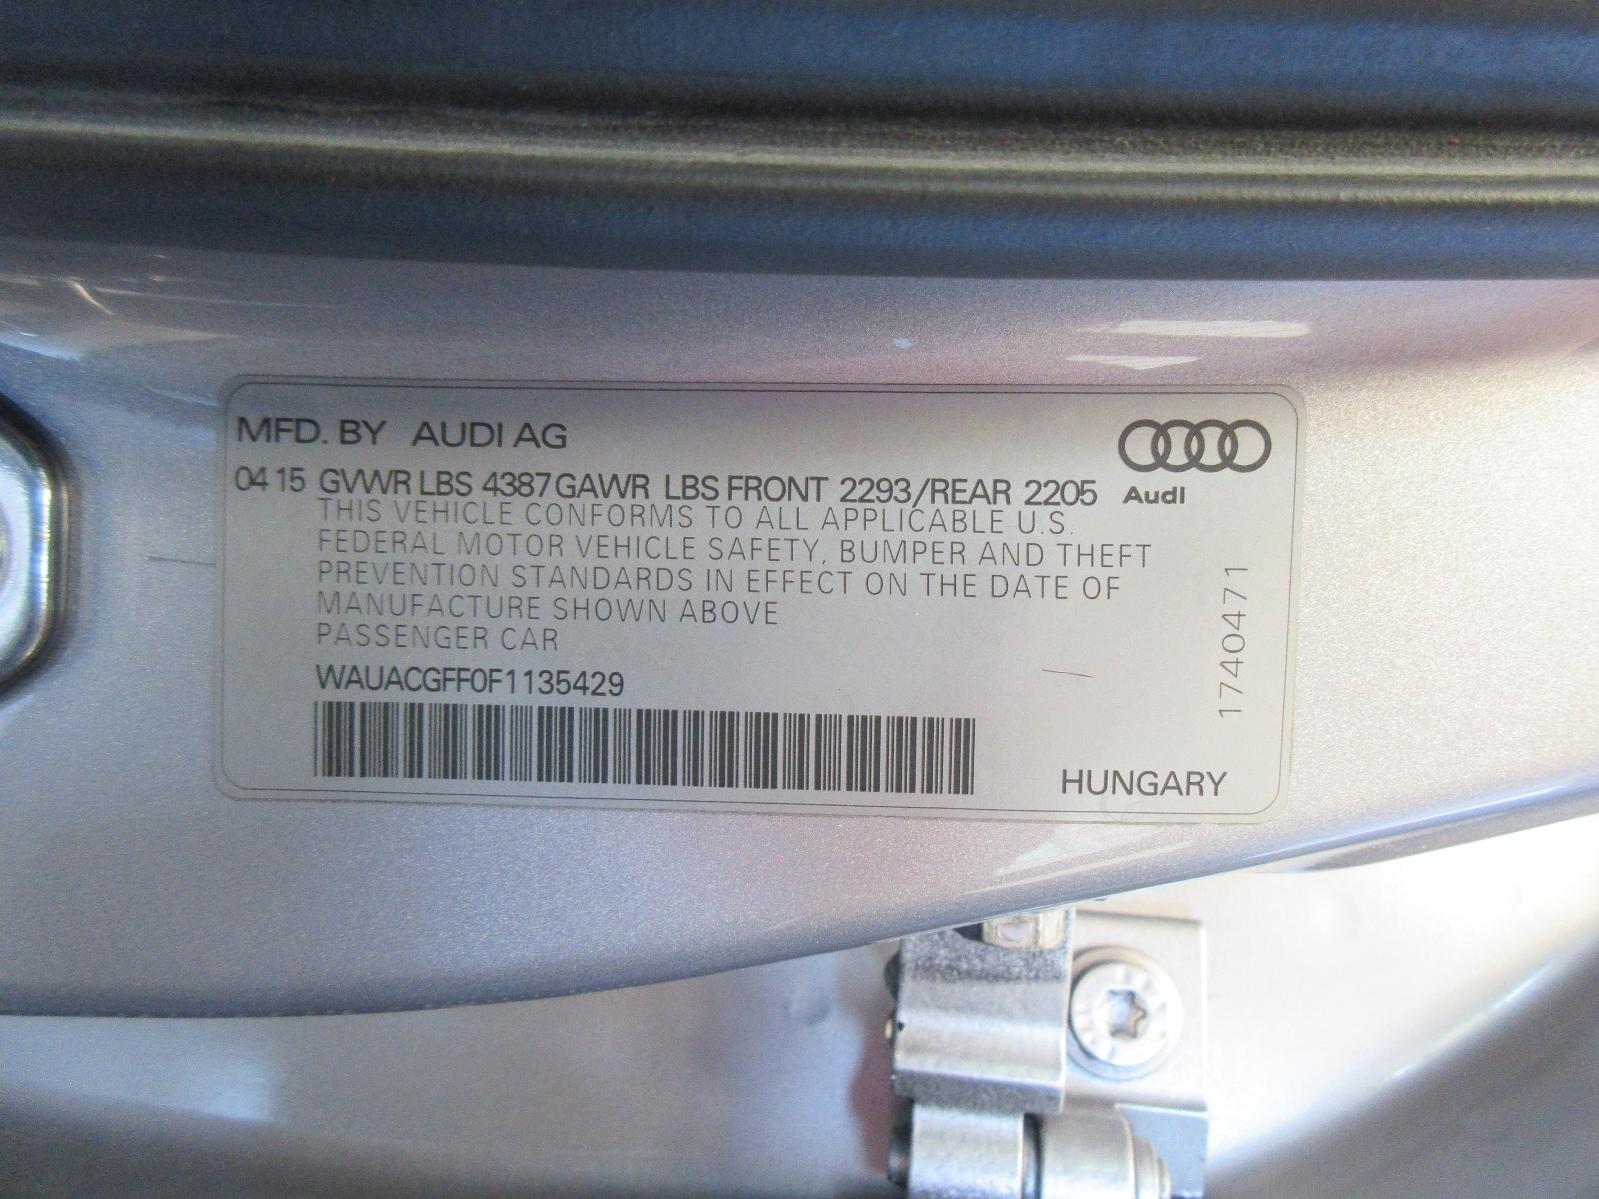 MFD. BY AUDI AG
04 15 GVWR LBS 4387 GAWR LBS FRONT 2293/REAR 2205
Audi
THIS VEHICLE CONFORMS TO ALL APPLICABLE U.S.
FEDERAL MOTOR VEHICLE SAFETY, BUMPER AND THEFT
PREVENTION STANDARDS IN EFFECT ON THE DATE OF
MANUFACTURE SHOWN ABOVE
PASSENGER CAR
WAUACGFF0F1135429
1740471
HUNGARY